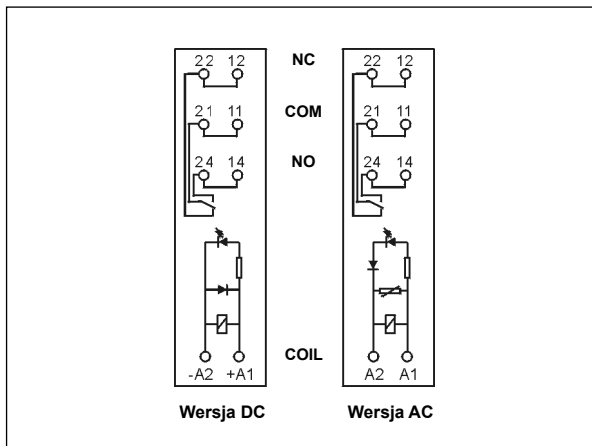 22 12 NC 22 12
21 11 COM 21 11
24 14 NO 24 14
COIL
-A2 +A1 A2 A1
Wersja DC Wersja AC